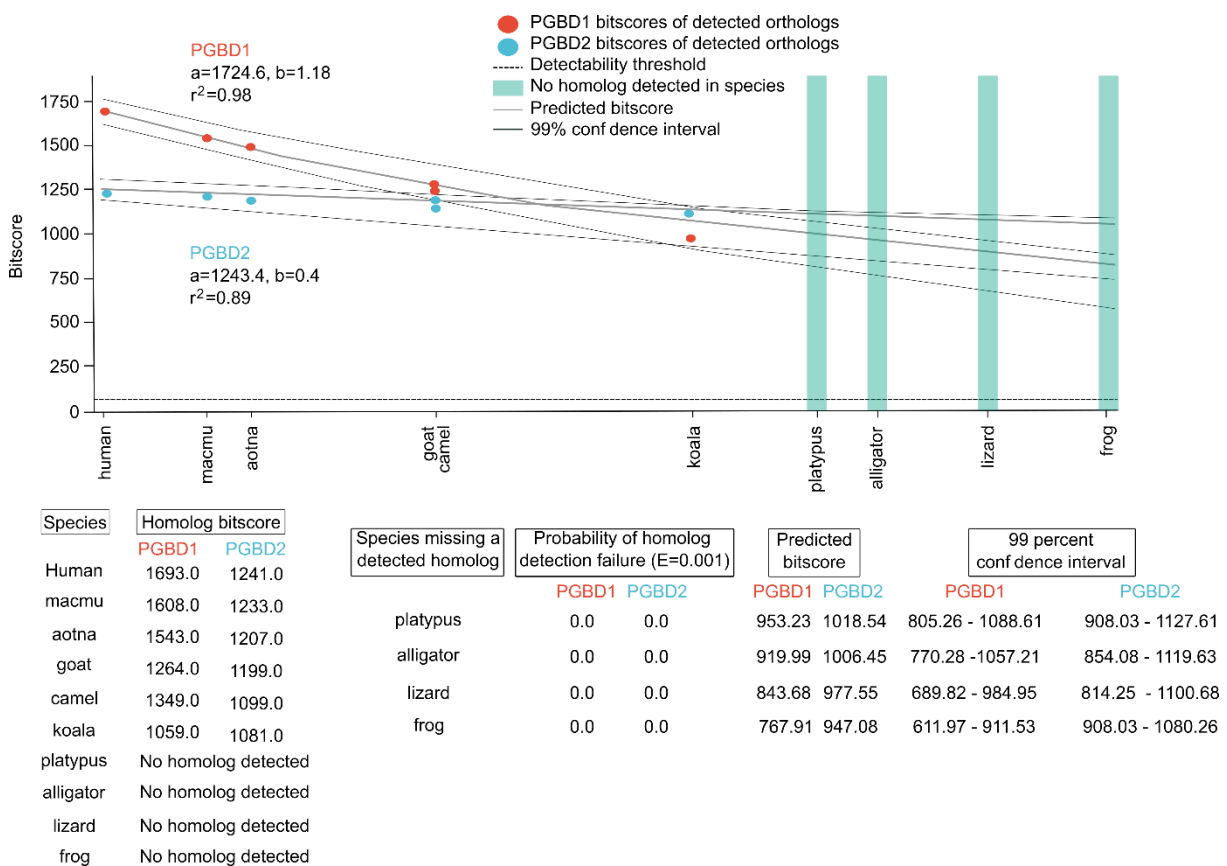 PGBD1 bitscores of detected orthologs
PGBD2 bitscores of detected orthologs
Detectability threshold
No homolog detected in species
Predicted bitscore
99% conf dence interval
PGBD1
a=1724.6, b=1.18
r²=0.98
PGBD2
a=1243.4, b=0.4
r²=0.89
Bitscore
1750
1500
1250
1000
750
500
250
0
human
macmu
aotna
goat
camel
koala
platypus
alligator
lizard
frog
Species Homolog bitscore
PGBD1 PGBD2
Human 1693.0 1241.0
macmu 1608.0 1233.0
aotna 1543.0 1207.0
goat 1264.0 1199.0
camel 1349.0 1099.0
koala 1059.0 1081.0
platypus No homolog detected
alligator No homolog detected
lizard No homolog detected
frog No homolog detected
Species missing a
detected homolog
Probability of homolog
detection failure (E=0.001)
Predicted
bitscore
99 percent
conf dence interval
PGBD1 PGBD2 PGBD1 PGBD2 PGBD1 PGBD2
platypus 0.0 0.0 953.23 1018.54 805.26 - 1088.61 908.03 - 1127.61
alligator 0.0 0.0 919.99 1006.45 770.28 -1057.21 854.08 - 1119.63
lizard 0.0 0.0 843.68 977.55 689.82 - 984.95 814.25 - 1100.68
frog 0.0 0.0 767.91 947.08 611.97 - 911.53 908.03 - 1080.26